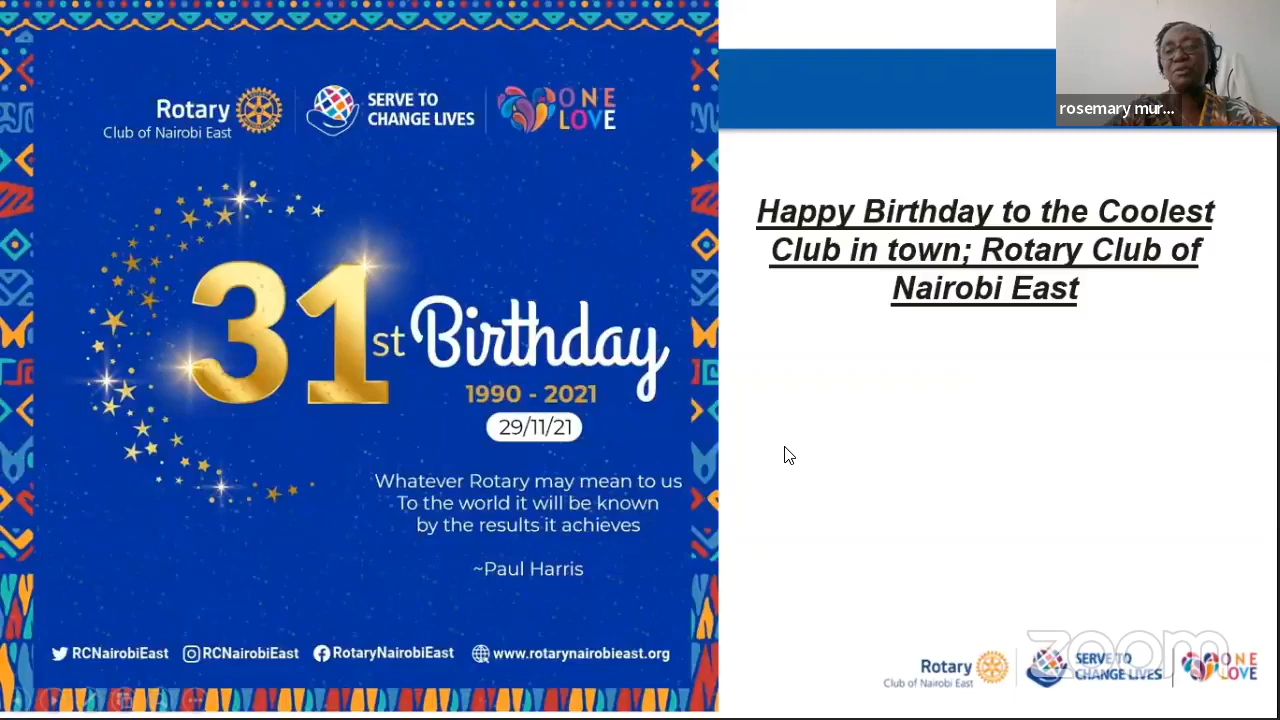 Rotary
Club of Nairobi East
SERVE TO
CHANGE LIVES
ONE
LOVE
31st Birthday
1990 - 2021
29/11/21
Whatever Rotary may mean to us
To the world it will be known
by the results it achieves
~Paul Harris
RCNairobiEast
RCNairobiEast
RotaryNairobiEast
www.rotarynairobieast.org
rosemary mur...
Happy Birthday to the Coolest
Club in town; Rotary Club of
Nairobi East
zoom
Rotary
Club of Nairobi East
SERVE TO
CHANGE LIVES
ONE
LOVE